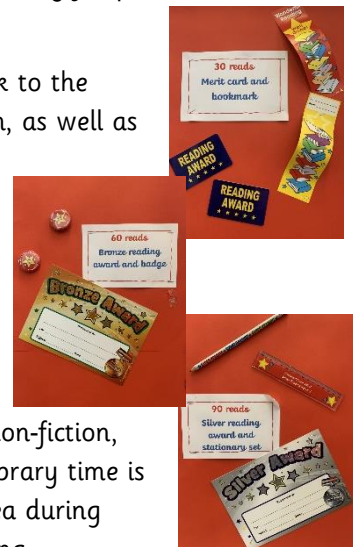 k to the
, as well as
30 reads
Merit card and
bookmark
READING
AWARD
READING
AWARD
60 reads
Bronze reading
award and badge
Bronze Award
on-fiction,
brary time is
ea during
90 reads
Silver reading
award and
stationary set
Silver Award